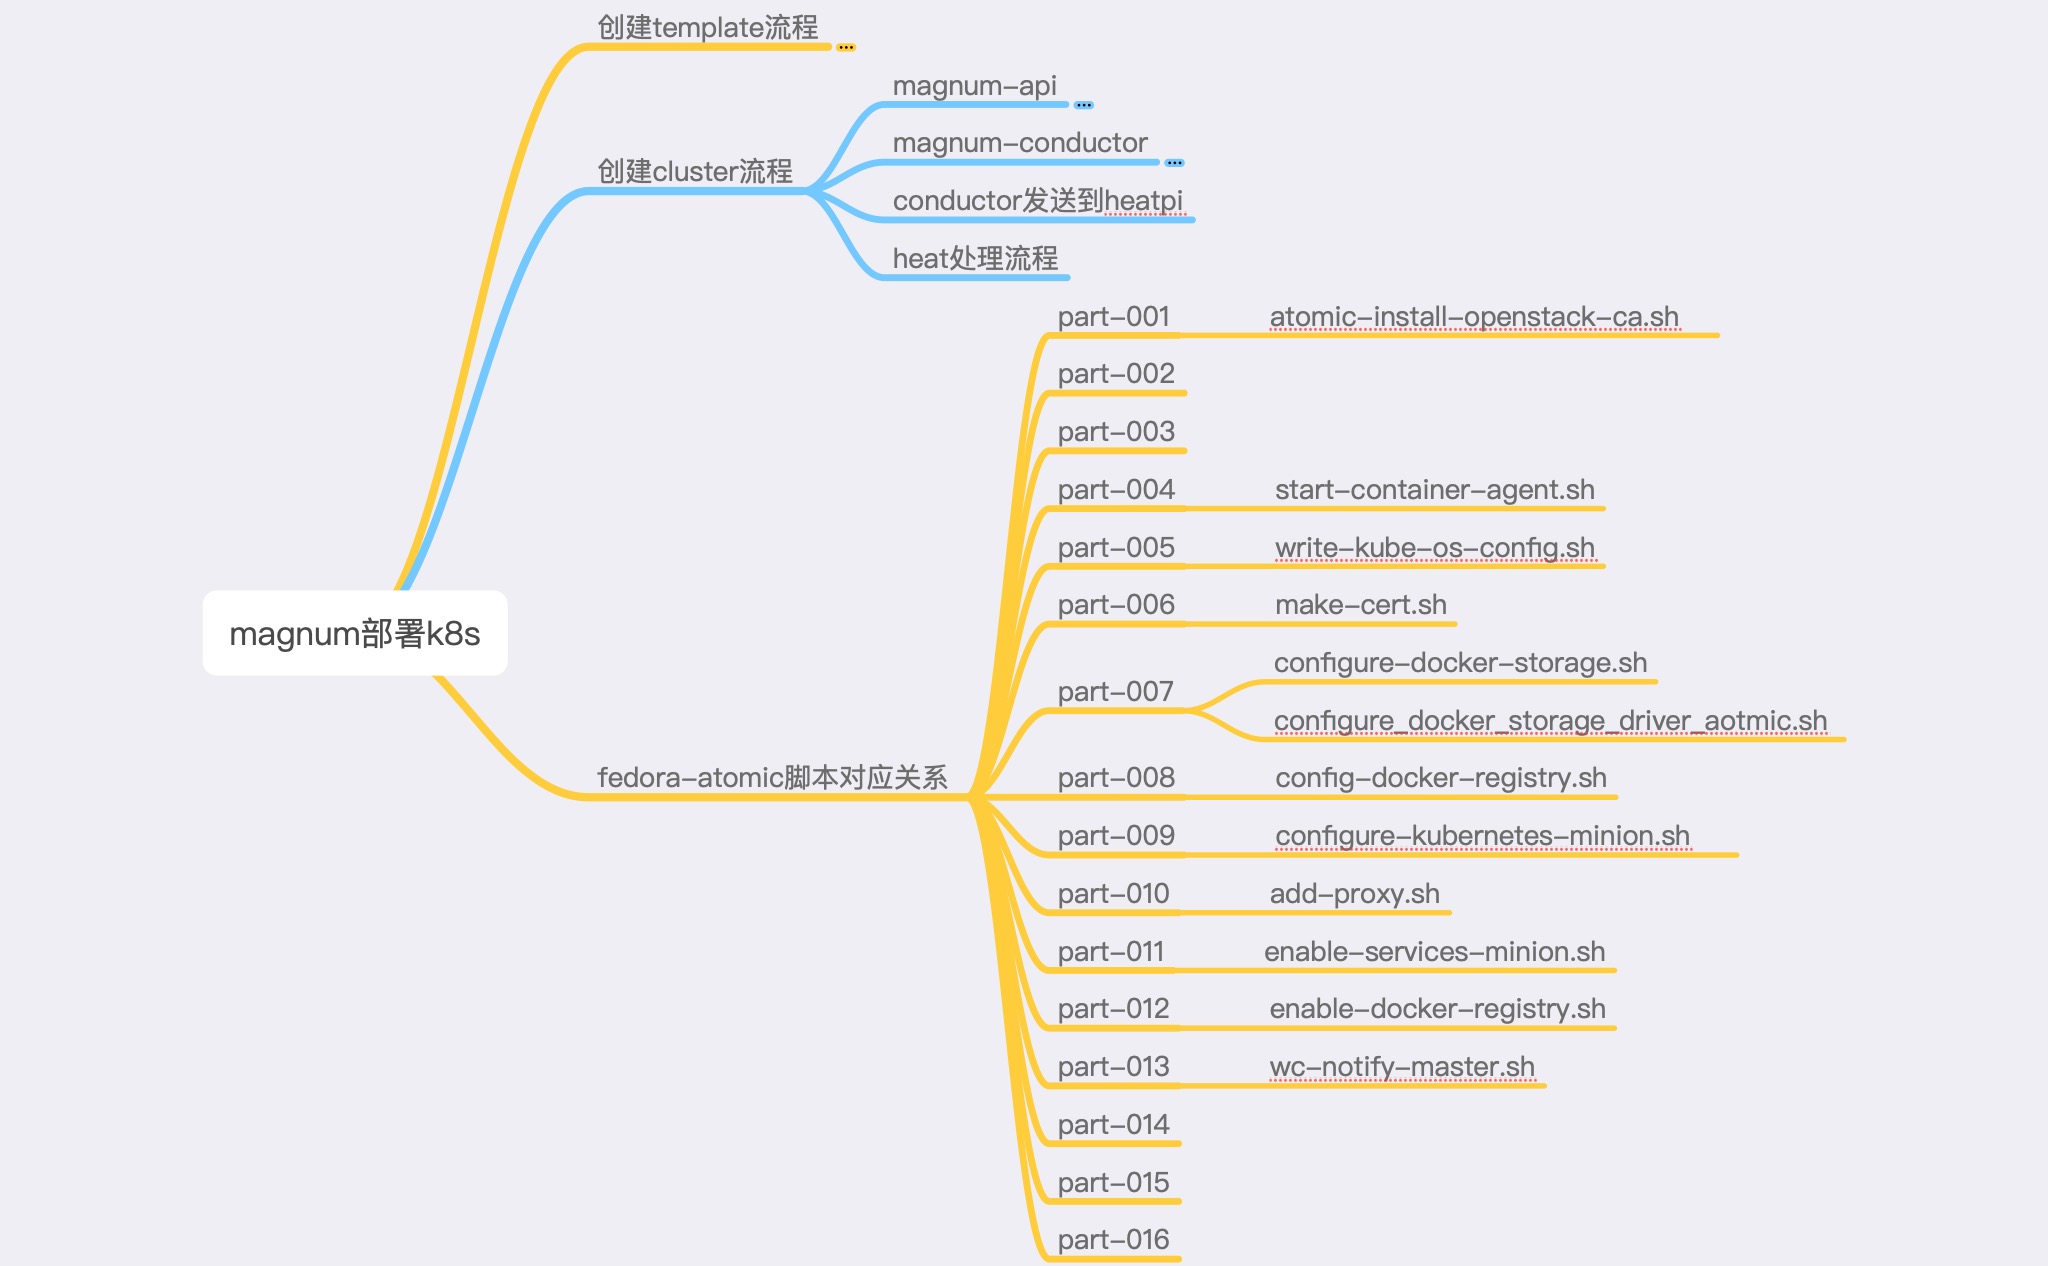 创建template流程
magnum-api
magnum-conductor
创建cluster流程
conductor发送到heatpi
heat处理流程
part-001 atomic-install-openstack-ca.sh
part-002
part-003
part-004 start-container-agent.sh
part-005 write-kube-os-config.sh
magnum部署k8s
part-006 make-cert.sh
configure-docker-storage.sh
part-007
configure_docker_storage_driver_aotmic.sh
fedora-atomic脚本对应关系
part-008 config-docker-registry.sh
part-009 configure-kubernetes-minion.sh
part-010 add-proxy.sh
part-011 enable-services-minion.sh
part-012 enable-docker-registry.sh
part-013 wc-notify-master.sh
part-014
part-015
part-016